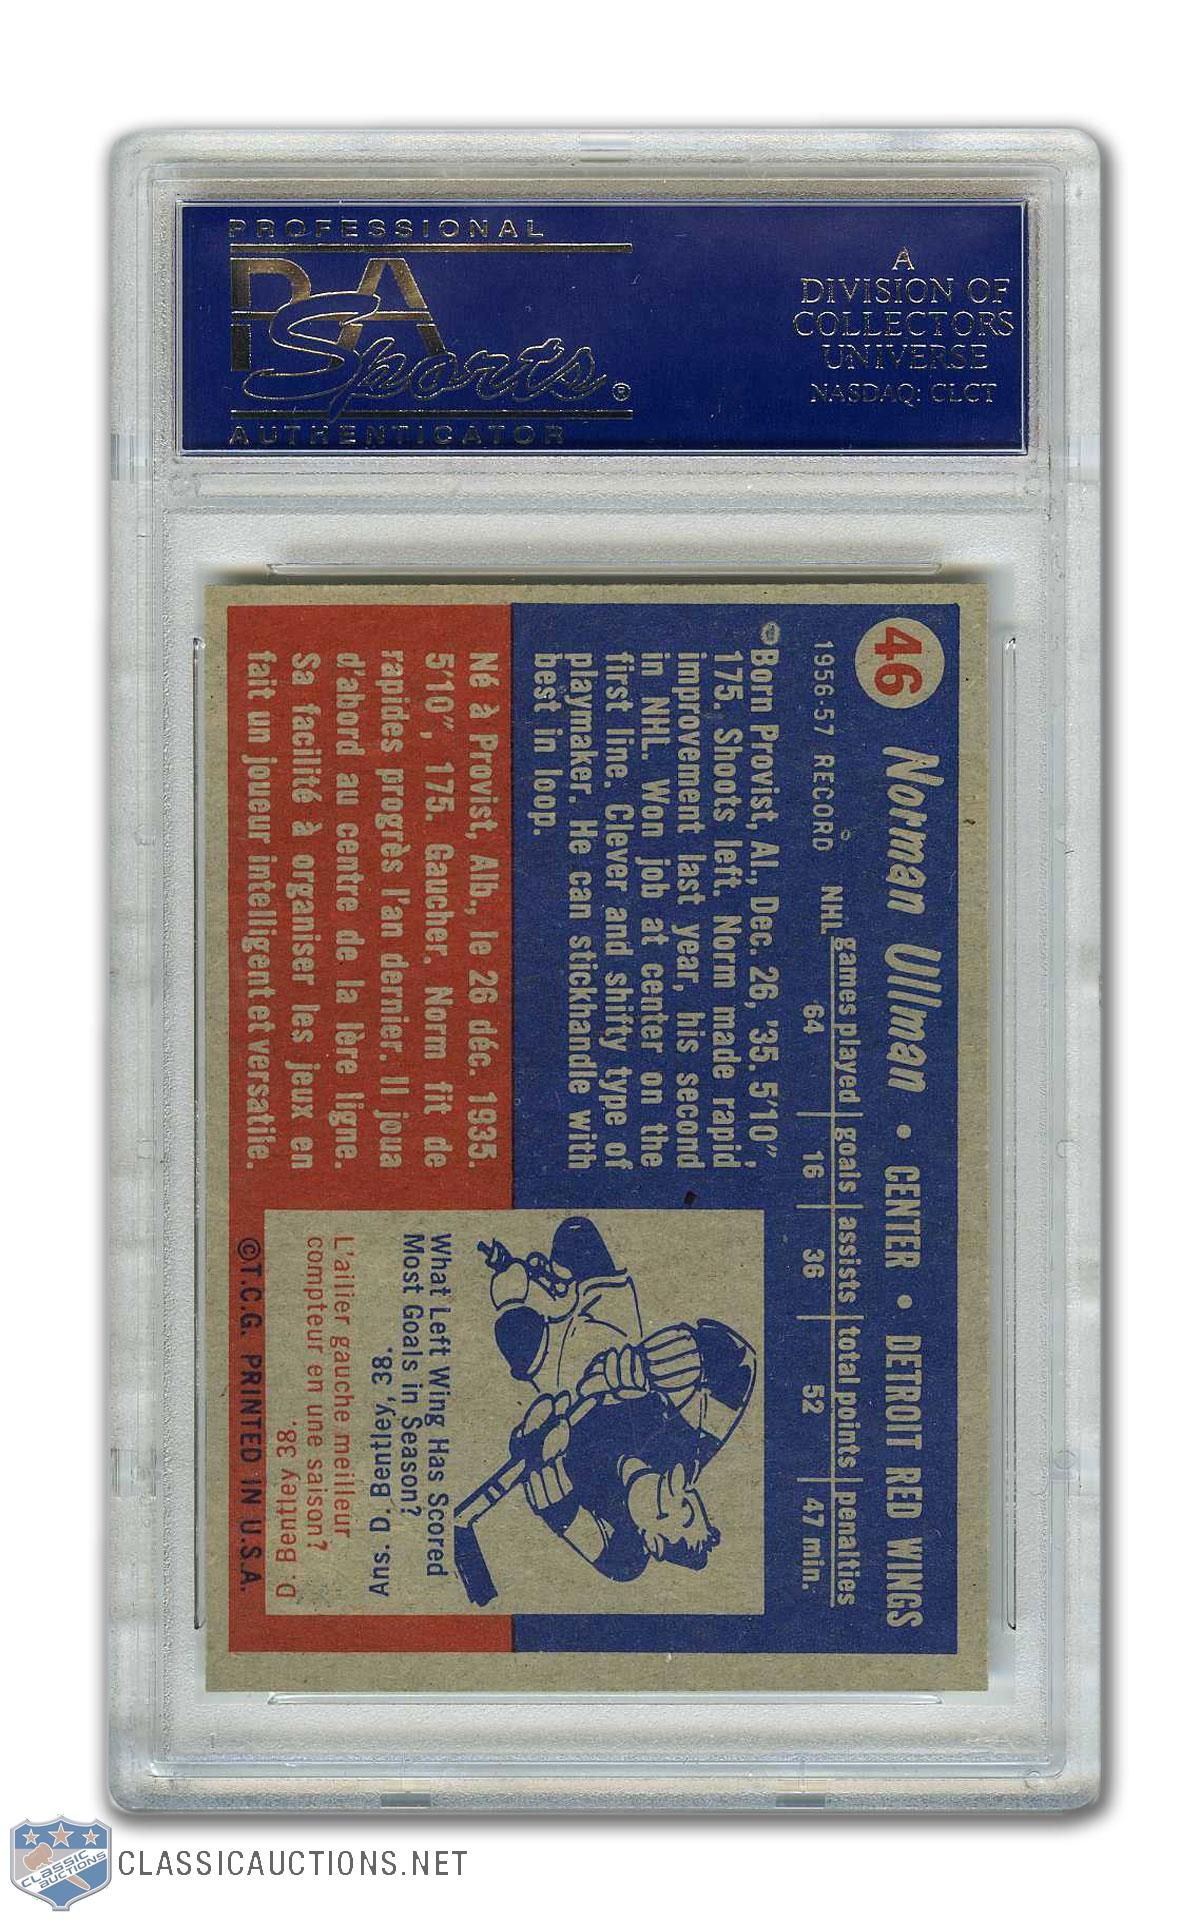 PROFESSIONAL
PSA
Sports®
AUTHENTICATOR
A
DIVISION OF
COLLECTORS
UNIVERSE
NASDAQ: CLCT
46 Norman Ullman • CENTER • DETROIT RED WINGS
games played goals assists total points penalties
1956-57 RECORD NHL 64 16 36 52 47 min.
Born Provist, Al., Dec. 26, '35. 5'10",
175. Shoots left. Norm made rapid
improvement last year, his second
in NHL. Won job at center on the
first line. Clever and shifty type of
playmaker. He can stickhandle with
best in loop.
Né à Provist, Alb., le 26 déc. 1935.
5'10", 175. Gaucher. Norm fit de
rapides progrès l'an dernier. Il joua
d'abord au centre de la 1ère ligne.
Sa facilité à organiser les jeux en
fait un joueur intelligent et versatile.
What Left Wing Has Scored
Most Goals in Season?
Ans. D. Bentley, 38.
L'ailier gauche meilleur
compteur en une saison?
D. Bentley 38.
©T.C.G. PRINTED IN U.S.A.
CLASSIC
AUCTIONS
CLASSICAUCTIONS.NET